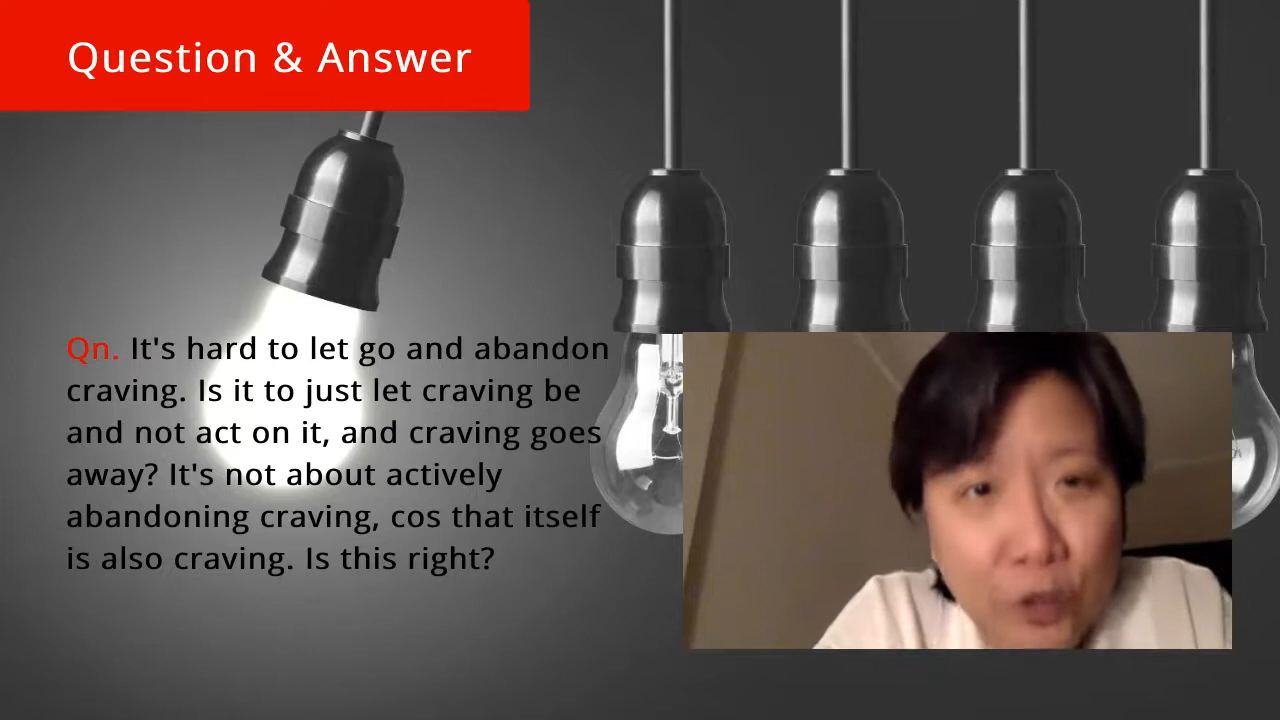 Question & Answer
Qn. It's hard to let go and abandon
craving. Is it to just let craving be
and not act on it, and craving goes
away? It's not about actively
abandoning craving, cos that itself
is also craving. Is this right?